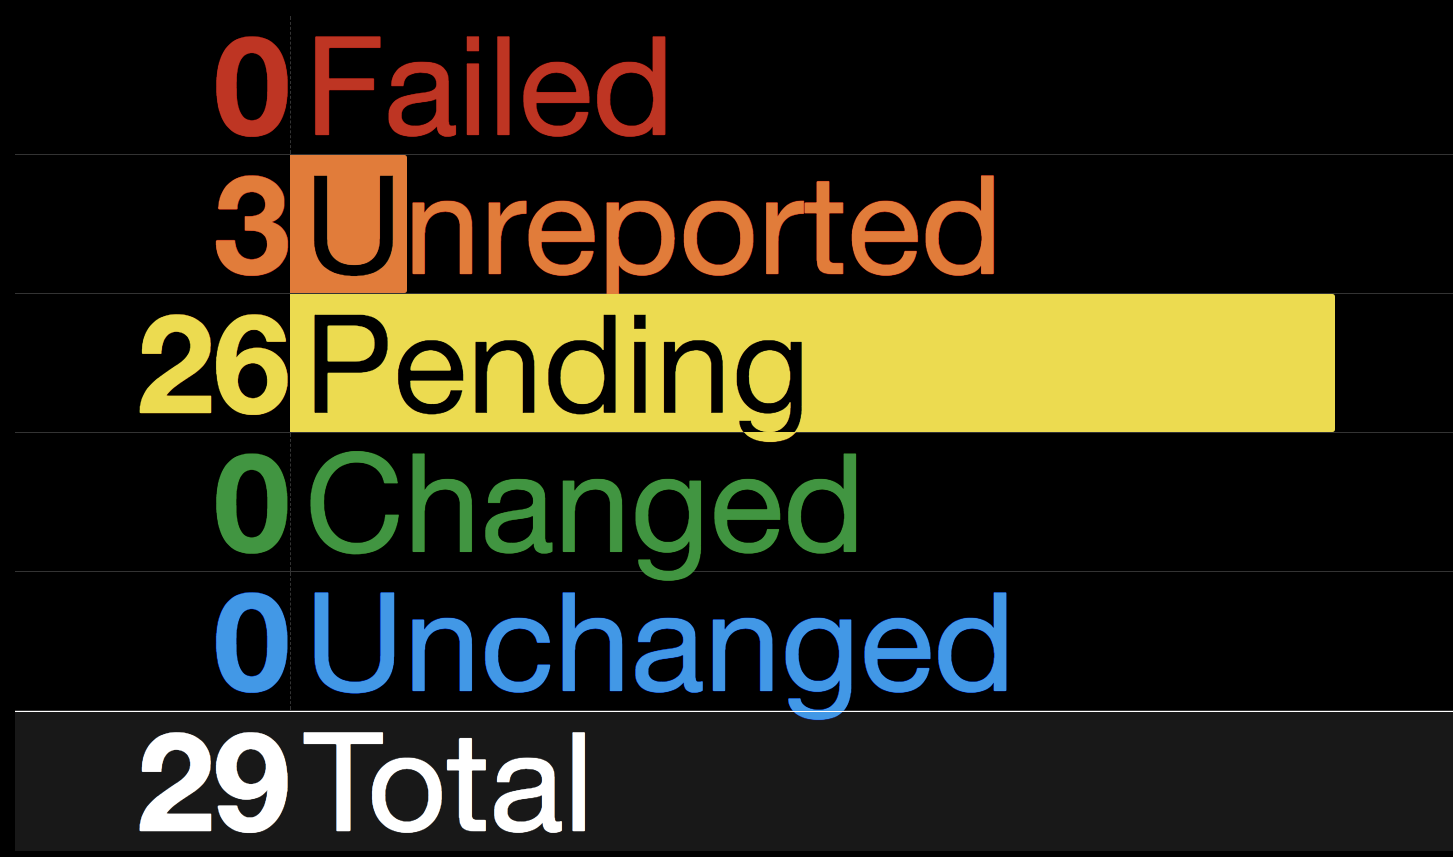 0 Failed
3 Unreported
26 Pending
0 Changed
0 Unchanged
29 Total